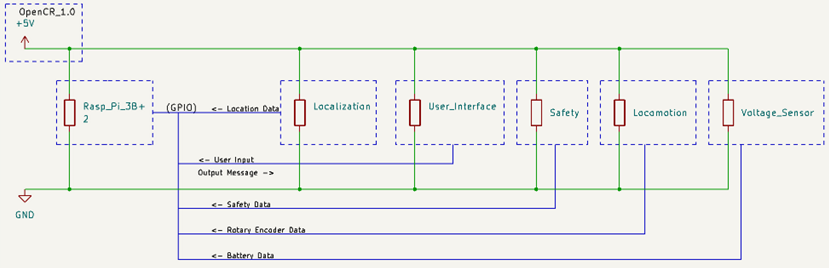 OpenCR_1.0
+5V
Rasp_Pi_3B+
2
(GPIO)
<- Location Data
Localization
User_Interface
Safety
Locomotion
Voltage_Sensor
<- User Input
Output Message ->
GND
<- Safety Data
<- Rotary Encoder Data
<- Battery Data